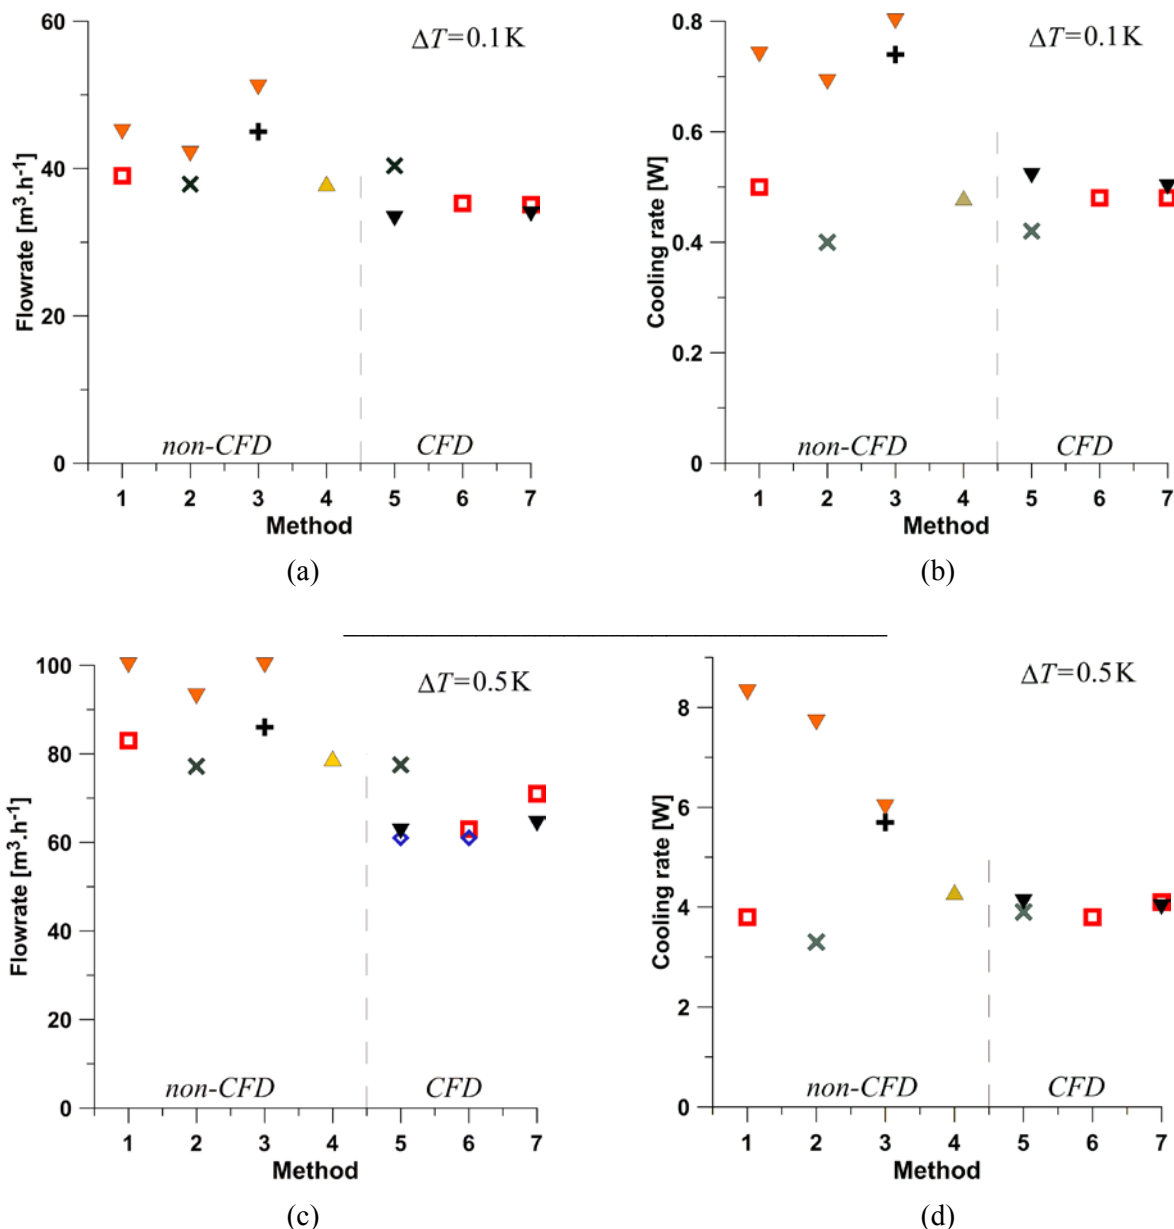 60
40
20
0
Flowrate [m³.h⁻¹]
ΔT=0.1K
non-CFD
CFD
1 2 3 4 5 6 7
Method
(a)
0.8
0.6
0.4
0.2
0
Cooling rate [W]
ΔT=0.1K
non-CFD
CFD
1 2 3 4 5 6 7
Method
(b)
100
80
60
40
20
0
Flowrate [m³.h⁻¹]
ΔT=0.5K
non-CFD
CFD
1 2 3 4 5 6 7
Method
(c)
8
6
4
2
0
Cooling rate [W]
ΔT=0.5K
non-CFD
CFD
1 2 3 4 5 6 7
Method
(d)